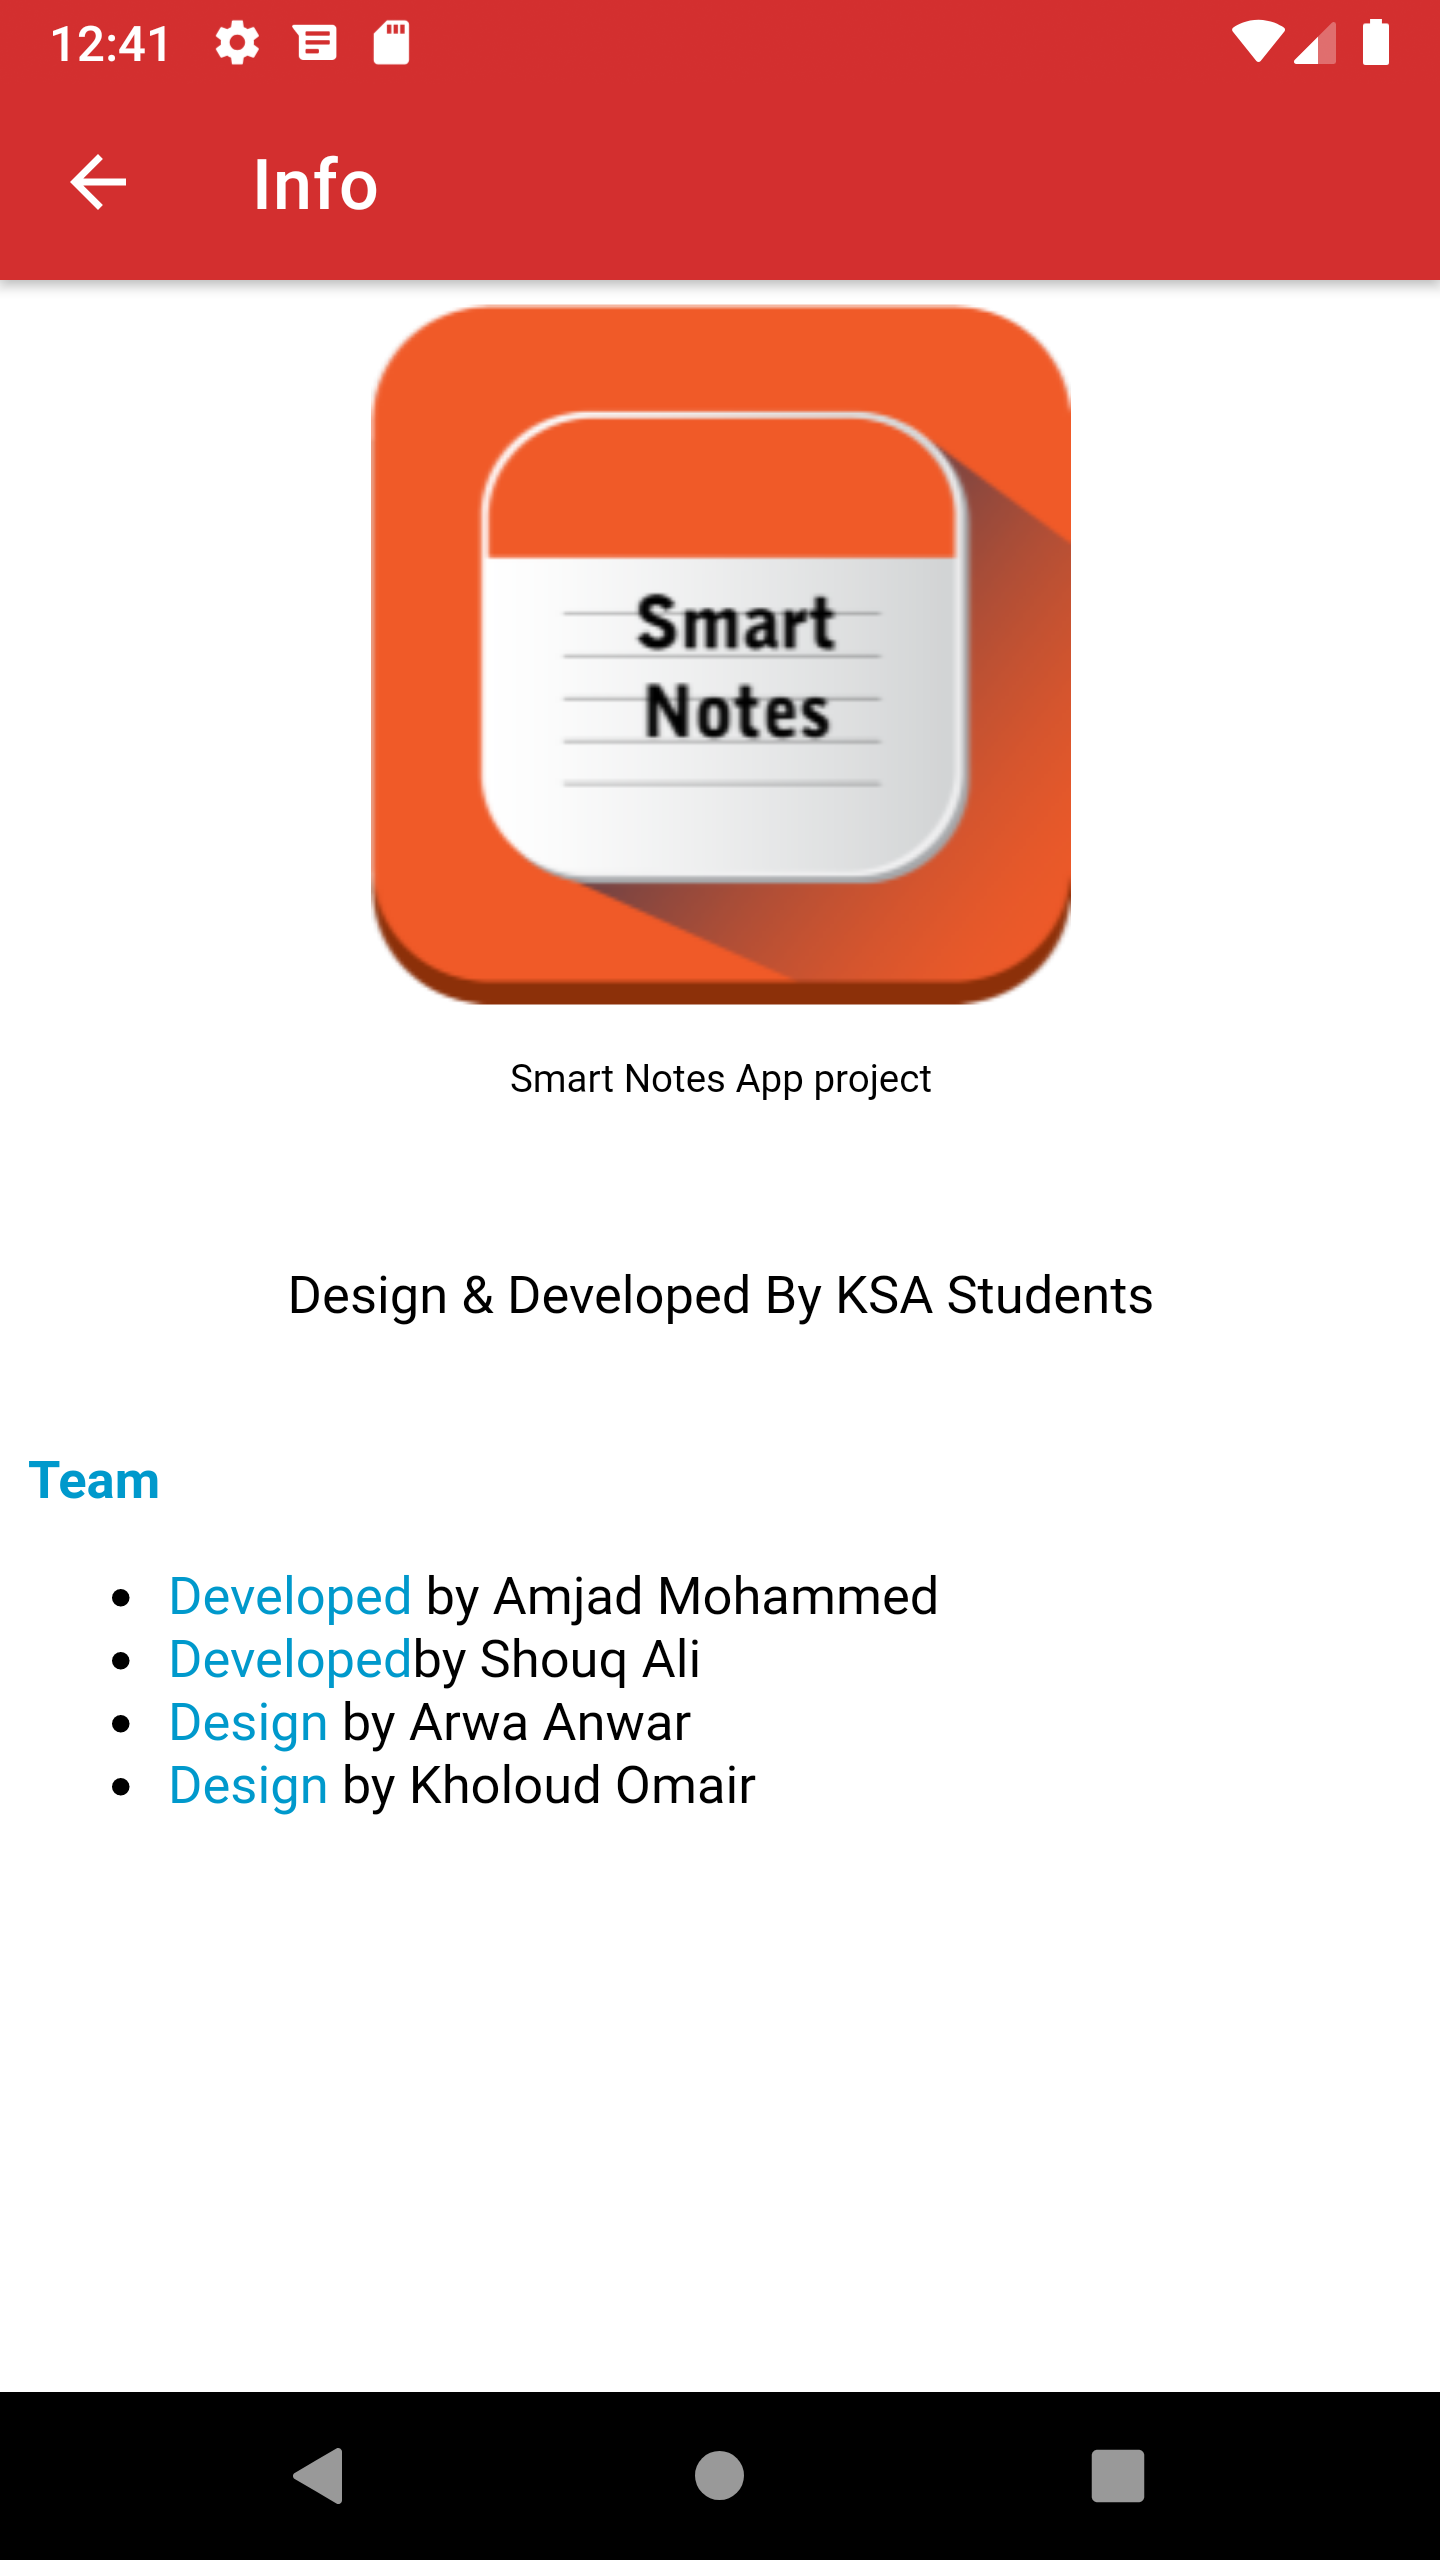 12:41
Info
Smart
Notes
Smart Notes App project
Design & Developed By KSA Students
Team
• Developed by Amjad Mohammed
• Developedby Shouq Ali
• Design by Arwa Anwar
• Design by Kholoud Omair